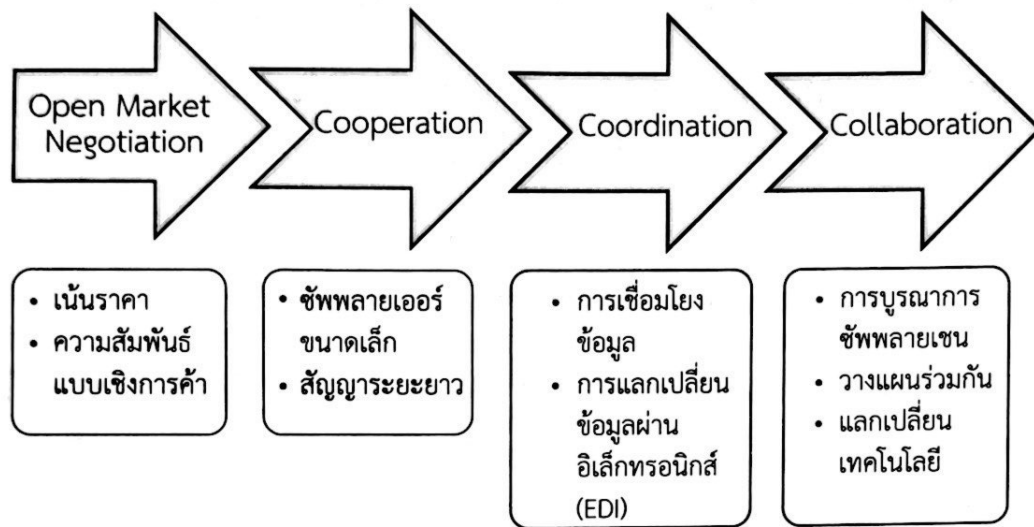 Open Market
Negotiation
Cooperation
Coordination
Collaboration
• เน้นราคา
• ความสัมพันธ์
แบบเชิงการค้า
• ซัพพลายเออร์
ขนาดเล็ก
• สัญญาระยะยาว
• การเชื่อมโยง
ข้อมูล
• การแลกเปลี่ยน
ข้อมูลผ่าน
อิเล็กทรอนิกส์
(EDI)
• การบูรณาการ
ซัพพลายเชน
• วางแผนร่วมกัน
• แลกเปลี่ยน
เทคโนโลยี